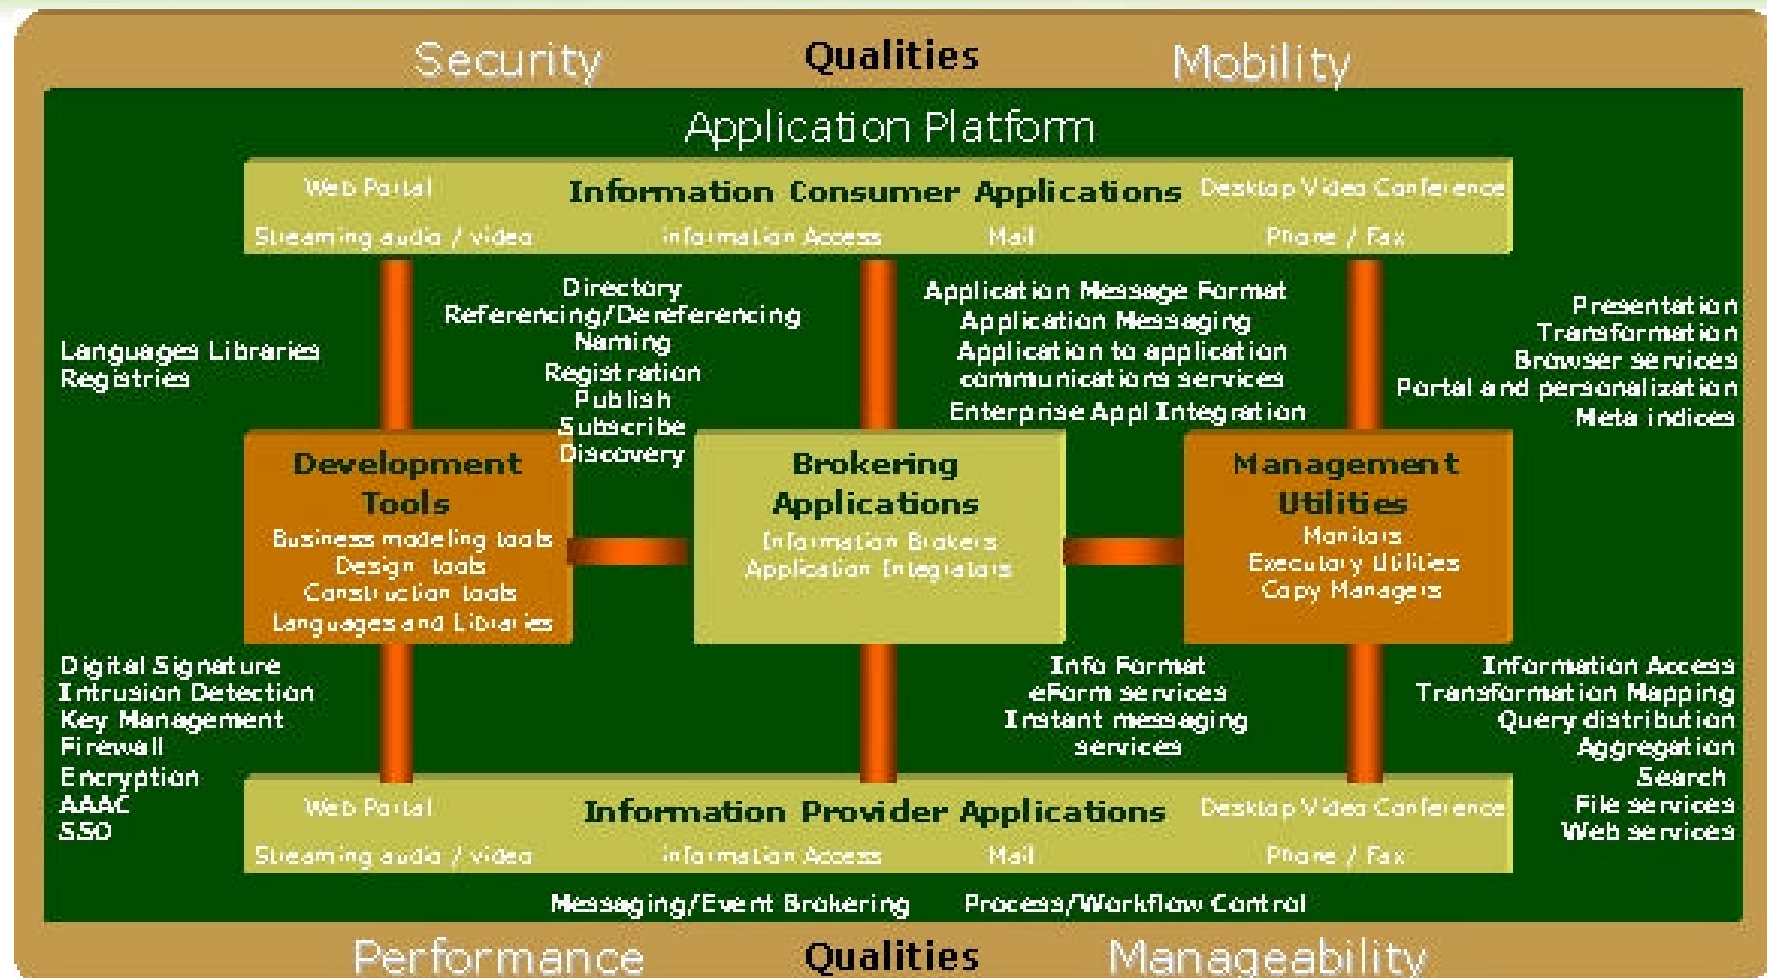 Security Qualities Mobility
Application Platform
Web Portal
Information Consumer Applications
Desktop Video Conference
Streaming audio / video
information Access
Mail
Phone / Fax
Languages Libraries
Registries
Directory
Referencing/Dereferencing
Naming
Registration
Publish
Subscribe
Discovery
Application Message Format
Application Messaging
Application to application
communications services
Enterprise Appl Integration
Presentation
Transformation
Browser services
Portal and personalization
Meta indices
Development
Tools
Business modeling tools
Design tools
Construction tools
Languages and Libraries
Brokering
Applications
Information Brokers
Application Integrators
Management
Utilities
Monitors
Executory Utilities
Copy Managers
Digital Signature
Intrusion Detection
Key Management
Firewall
Encryption
AAAC
SSO
Info Format
eForm services
Instant messaging
services
Information Access
Transformation Mapping
Query distribution
Aggregation
Search
File services
Web services
Web Portal
Information Provider Applications
Desktop Video Conference
Streaming audio / video
information Access
Mail
Phone / Fax
Messaging/Event Brokering
Process/Workflow Control
Performance Qualities Manageability